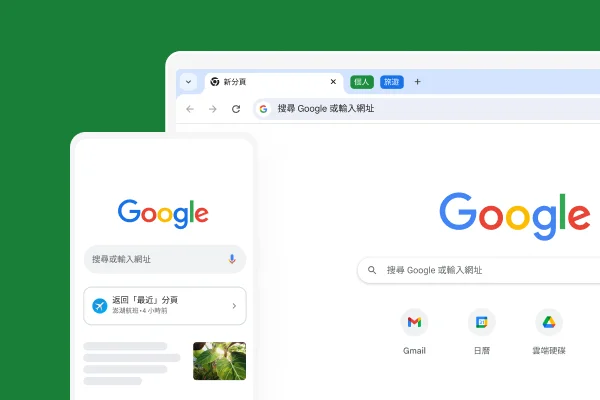 新分頁
個人
旅遊
搜尋 Google 或輸入網址
Google
搜尋 Google 或輸入網址
Gmail
日曆
雲端硬碟
Google
搜尋或輸入網址
返回「最近」分頁
澎湖航班•4 小時前